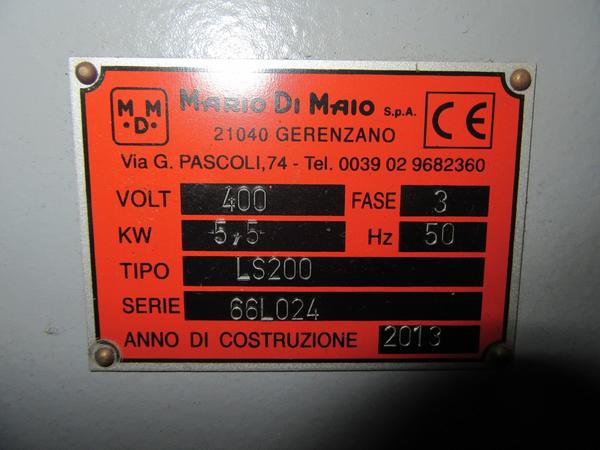 MDM MARIO DI MAIO S.p.A. CE
21040 GERENZANO
Via G. PASCOLI,74 - Tel. 0039 02 9682360
VOLT 400 FASE 3
KW 5,5 Hz 50
TIPO LS200
SERIE 66L024
ANNO DI COSTRUZIONE 2013